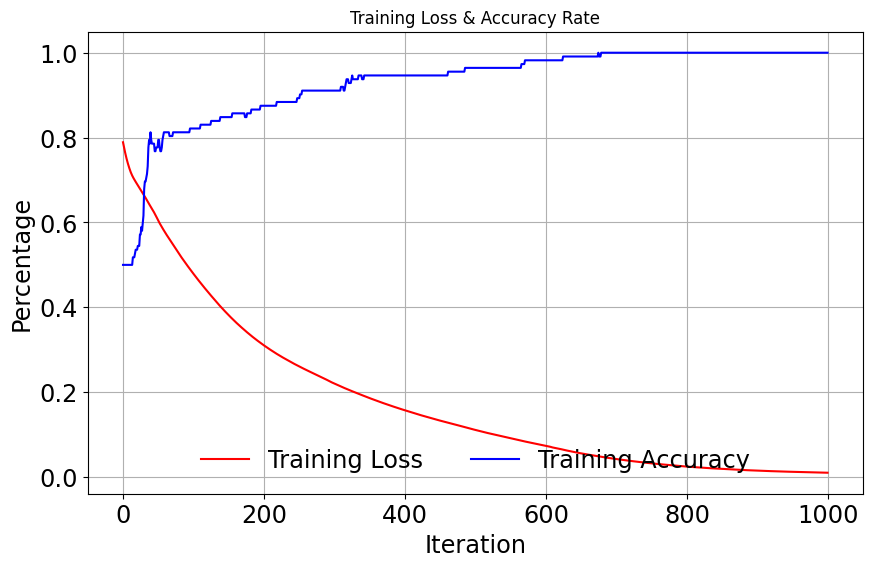 Training Loss & Accuracy Rate
1.0
0.8
0.6
0.4
0.2
0.0
Percentage
Training Loss
Training Accuracy
0 200 400 600 800 1000
Iteration